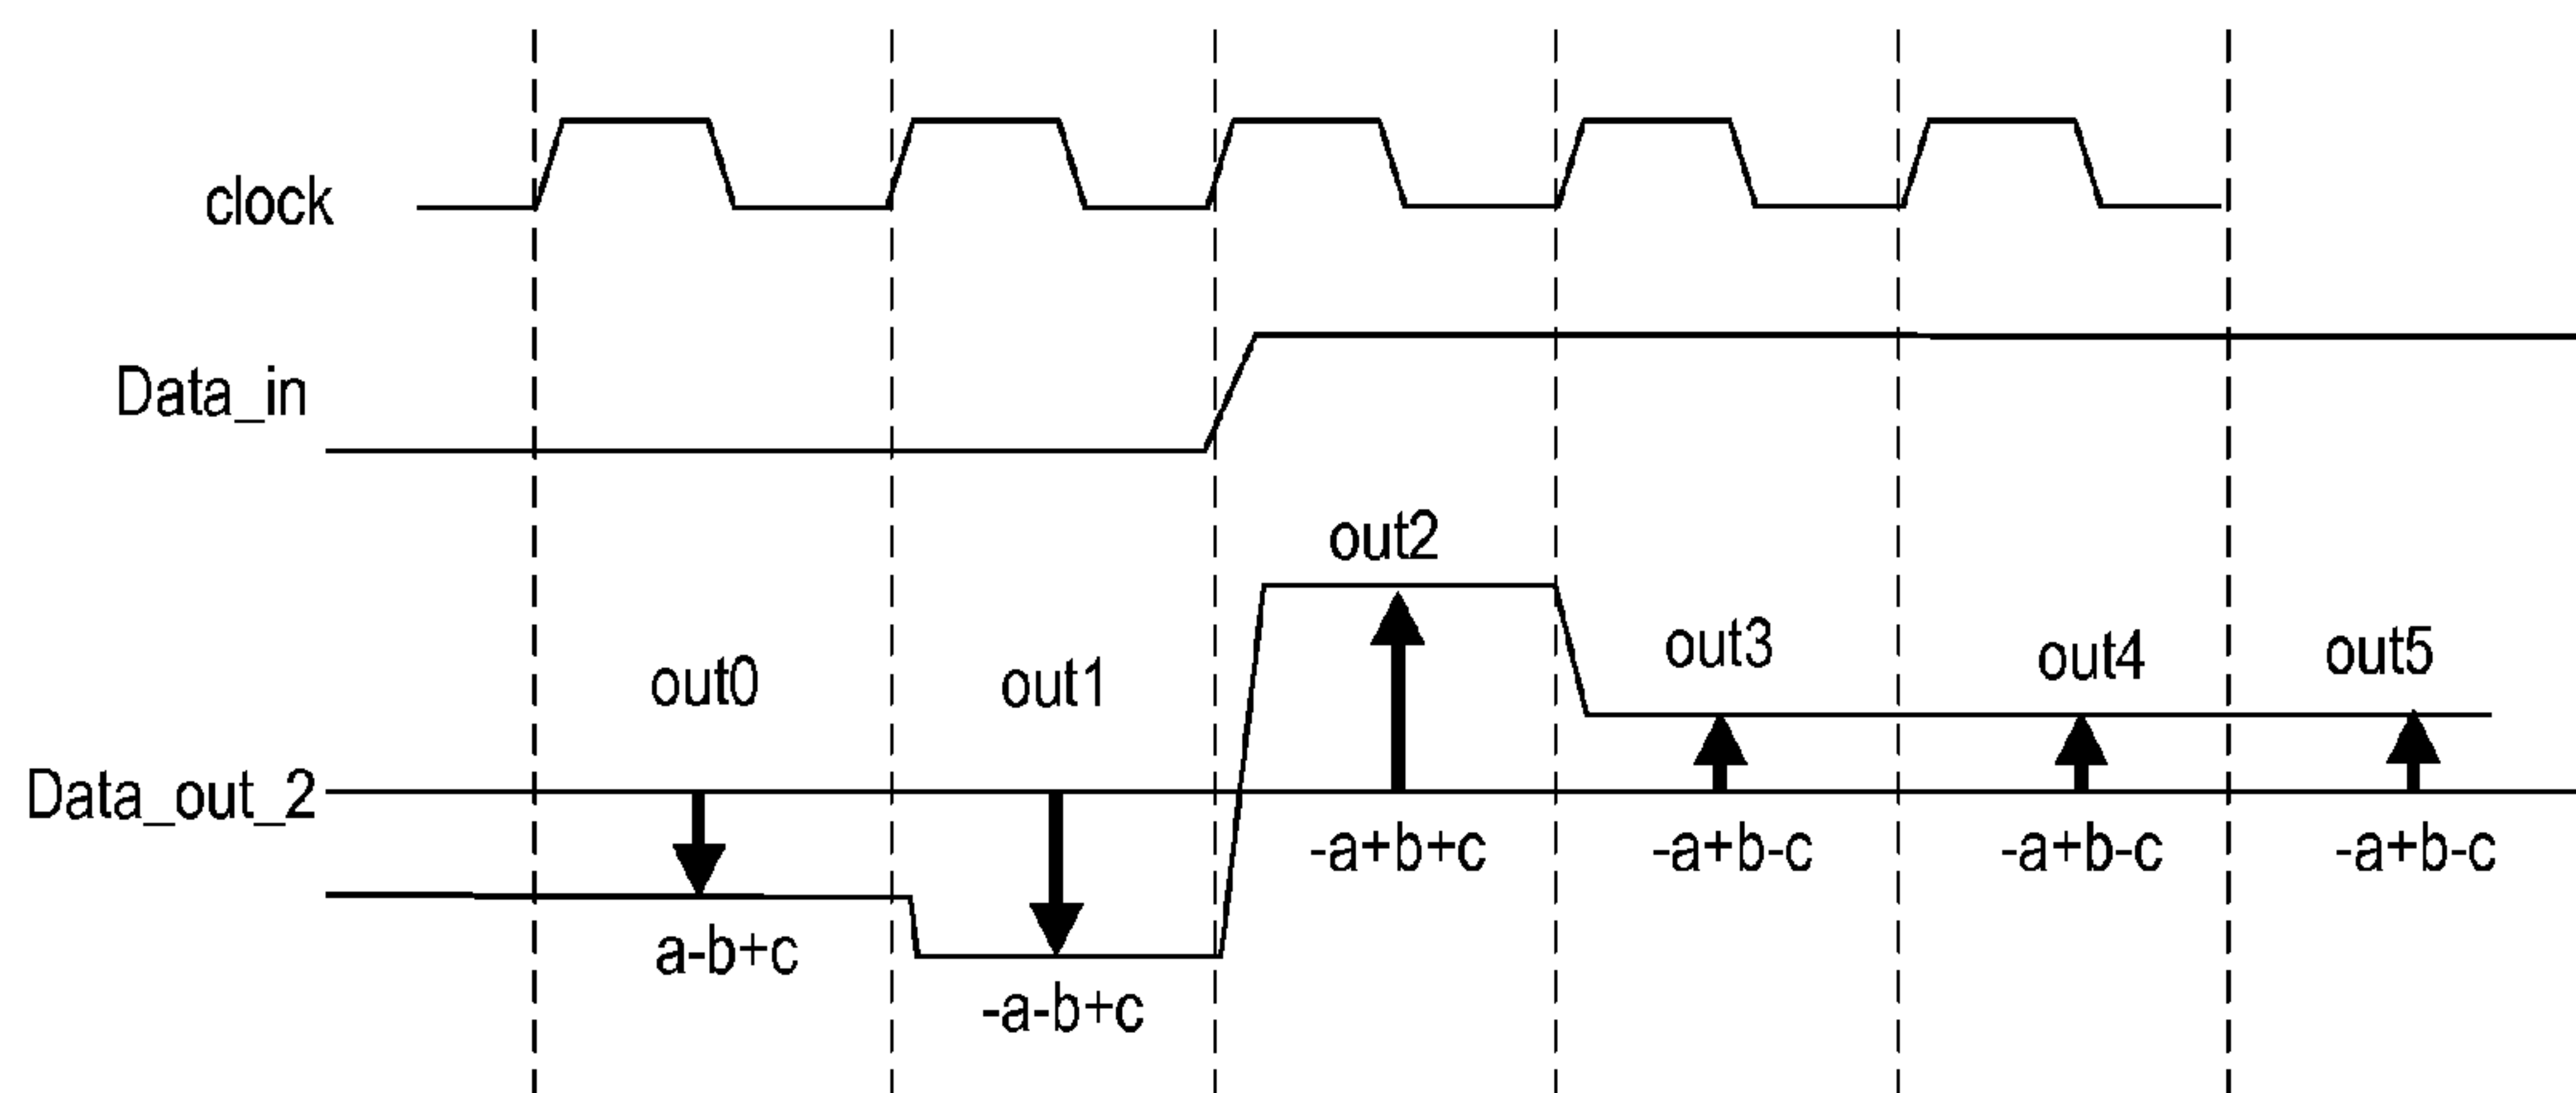 clock
Data_in
out2
out0
out1
out3
out4
out5
Data_out_2
-a+b+c
-a+b-c
-a+b-c
-a+b-c
a-b+c
-a-b+c